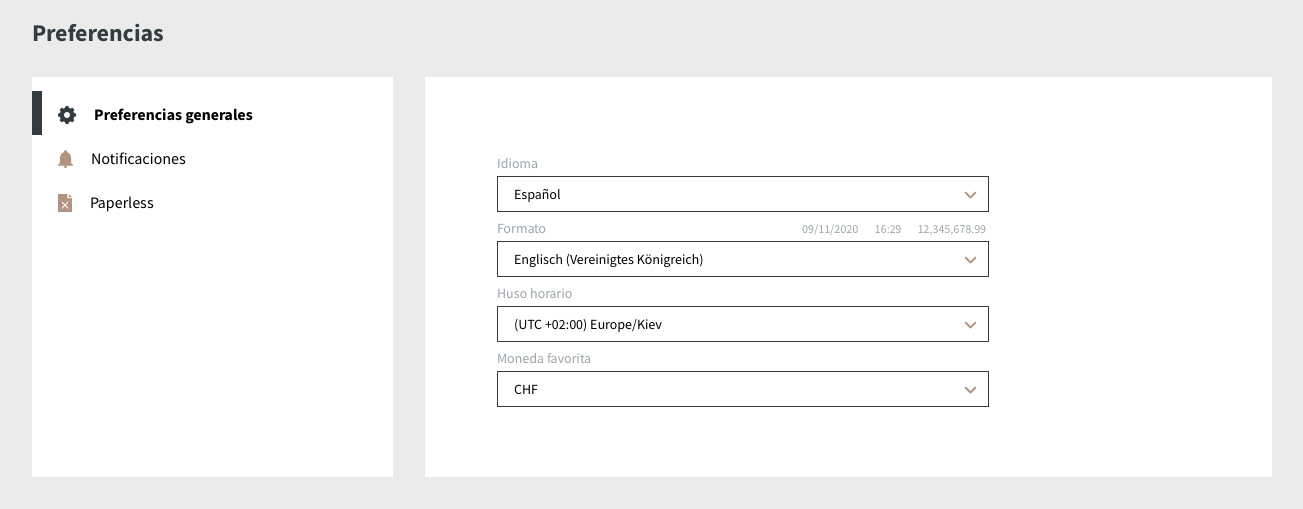 Preferencias
Preferencias generales
Notificaciones
Paperless
Idioma
Español
Formato 09/11/2020 16:29 12,345,678.99
Englisch (Vereinigtes Königreich)
Huso horario
(UTC +02:00) Europe/Kiev
Moneda favorita
CHF